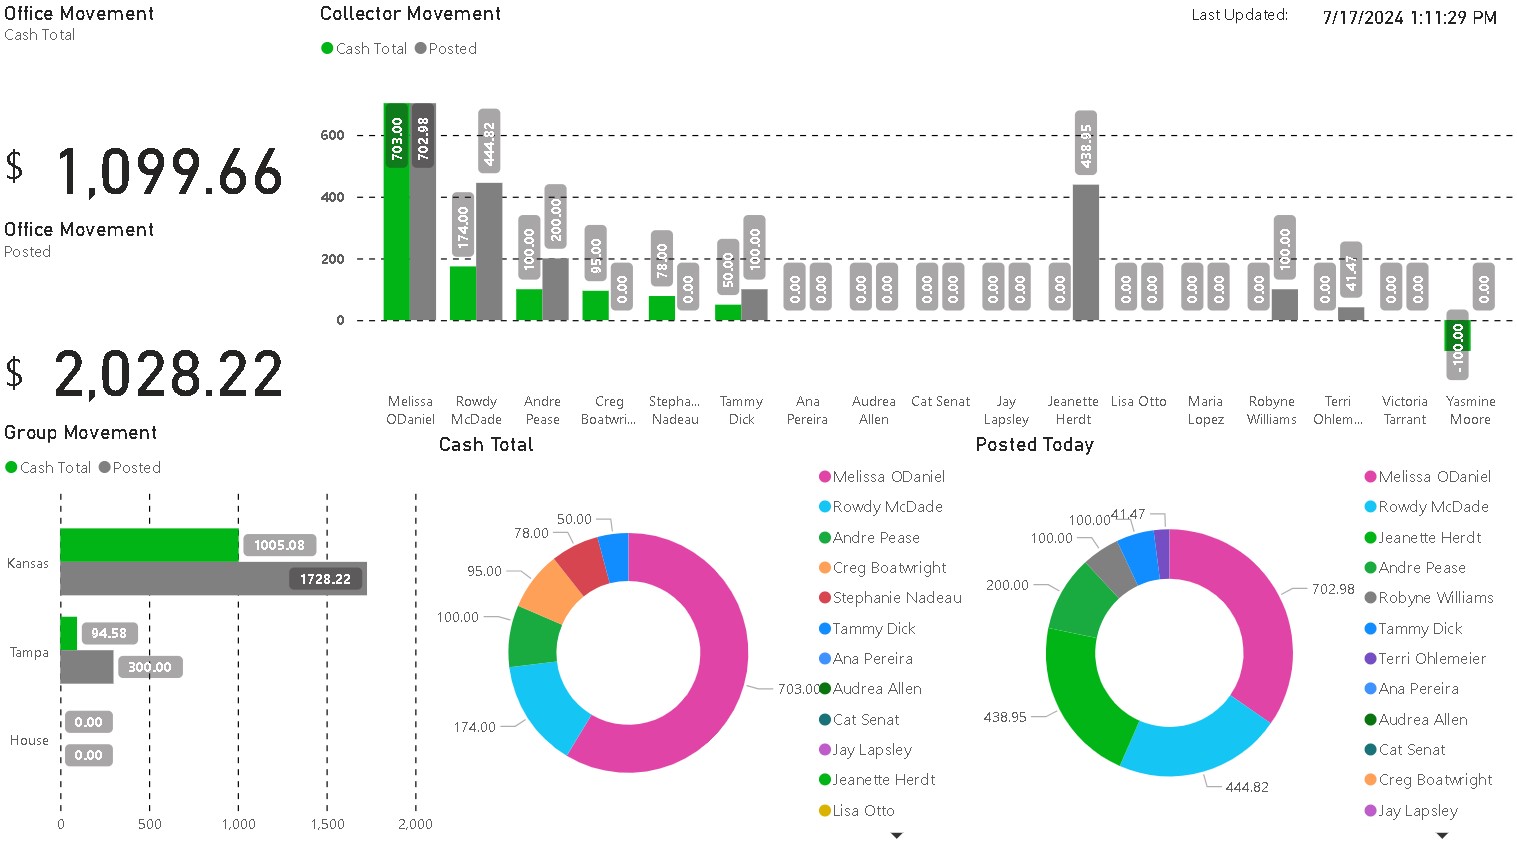 Office Movement
Cash Total
$ 1,099.66
Office Movement
Posted
$ 2,028.22
Collector Movement
Cash Total Posted
Last Updated: 7/17/2024 1:11:29 PM
600
400
200
0
703.00 702.98
174.00 444.82
100.00 200.00
95.00 0.00
78.00 0.00
50.00 100.00
0.00 0.00
0.00 0.00
0.00 0.00
0.00 0.00
0.00 438.95
0.00 0.00
0.00 0.00
0.00 100.00
0.00 41.47
0.00 0.00
-100.00 0.00
Melissa ODaniel
Rowdy McDade
Andre Pease
Creg Boatwri...
Stepha... Nadeau
Tammy Dick
Ana Pereira
Audrea Allen
Cat Senat
Jay Lapsley
Jeanette Herdt
Lisa Otto
Maria Lopez
Robyne Williams
Terri Ohlem...
Victoria Tarrant
Yasmine Moore
Group Movement
Cash Total Posted
Kansas
1005.08
1728.22
Tampa
94.58
300.00
House
0.00
0.00
0 500 1,000 1,500 2,000
Cash Total
50.00
78.00
95.00
100.00
174.00
703.00
Melissa ODaniel
Rowdy McDade
Andre Pease
Creg Boatwright
Stephanie Nadeau
Tammy Dick
Ana Pereira
Audrea Allen
Cat Senat
Jay Lapsley
Jeanette Herdt
Lisa Otto
Posted Today
41.47
100.00
100.00
200.00
438.95
444.82
702.98
Melissa ODaniel
Rowdy McDade
Jeanette Herdt
Andre Pease
Robyne Williams
Tammy Dick
Terri Ohlemeier
Ana Pereira
Audrea Allen
Cat Senat
Creg Boatwright
Jay Lapsley